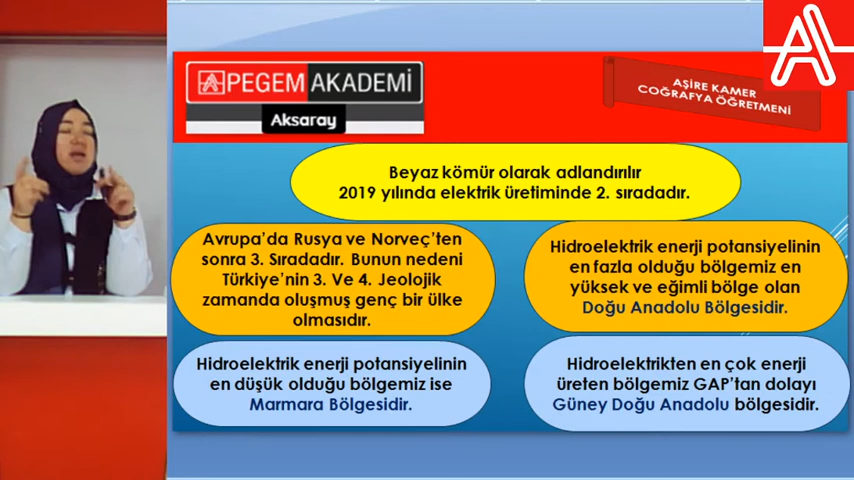 PEGEM AKADEMİ
Aksaray
AŞİRE KAMER
COĞRAFYA ÖĞRETMENİ
Beyaz kömür olarak adlandırılır
2019 yılında elektrik üretiminde 2. sıradadır.
Avrupa'da Rusya ve Norveç'ten
sonra 3. Sıradadır. Bunun nedeni
Türkiye'nin 3. Ve 4. Jeolojik
zamanda oluşmuş genç bir ülke
olmasıdır.
Hidroelektrik enerji potansiyelinin
en fazla olduğu bölgemiz en
yüksek ve eğimli bölge olan
Doğu Anadolu Bölgesidir.
Hidroelektrik enerji potansiyelinin
en düşük olduğu bölgemiz ise
Marmara Bölgesidir.
Hidroelektrikten en çok enerji
üreten bölgemiz GAP'tan dolayı
Güney Doğu Anadolu bölgesidir.